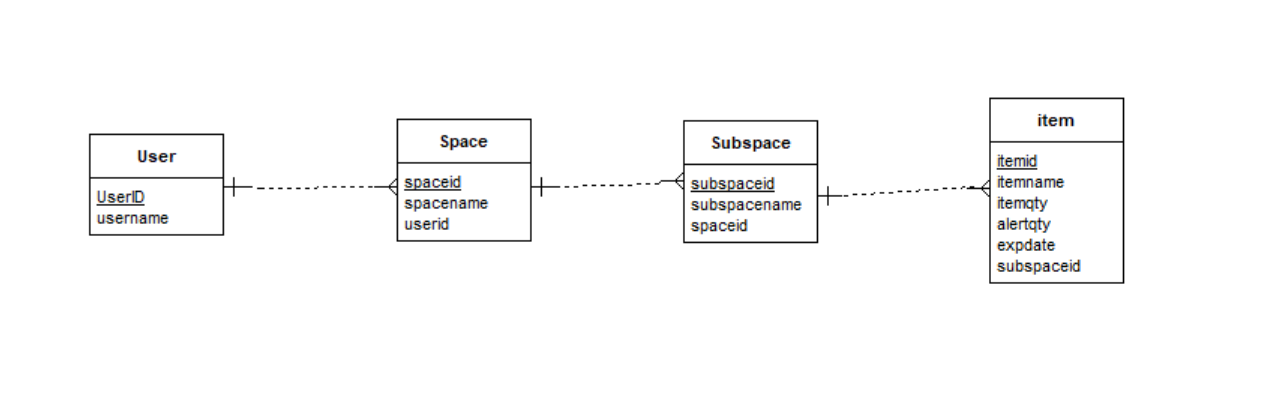 User
UserID
username
Space
spaceid
spacename
userid
Subspace
subspaceid
subspacename
spaceid
item
itemid
itemname
itemqty
alertqty
expdate
subspaceid